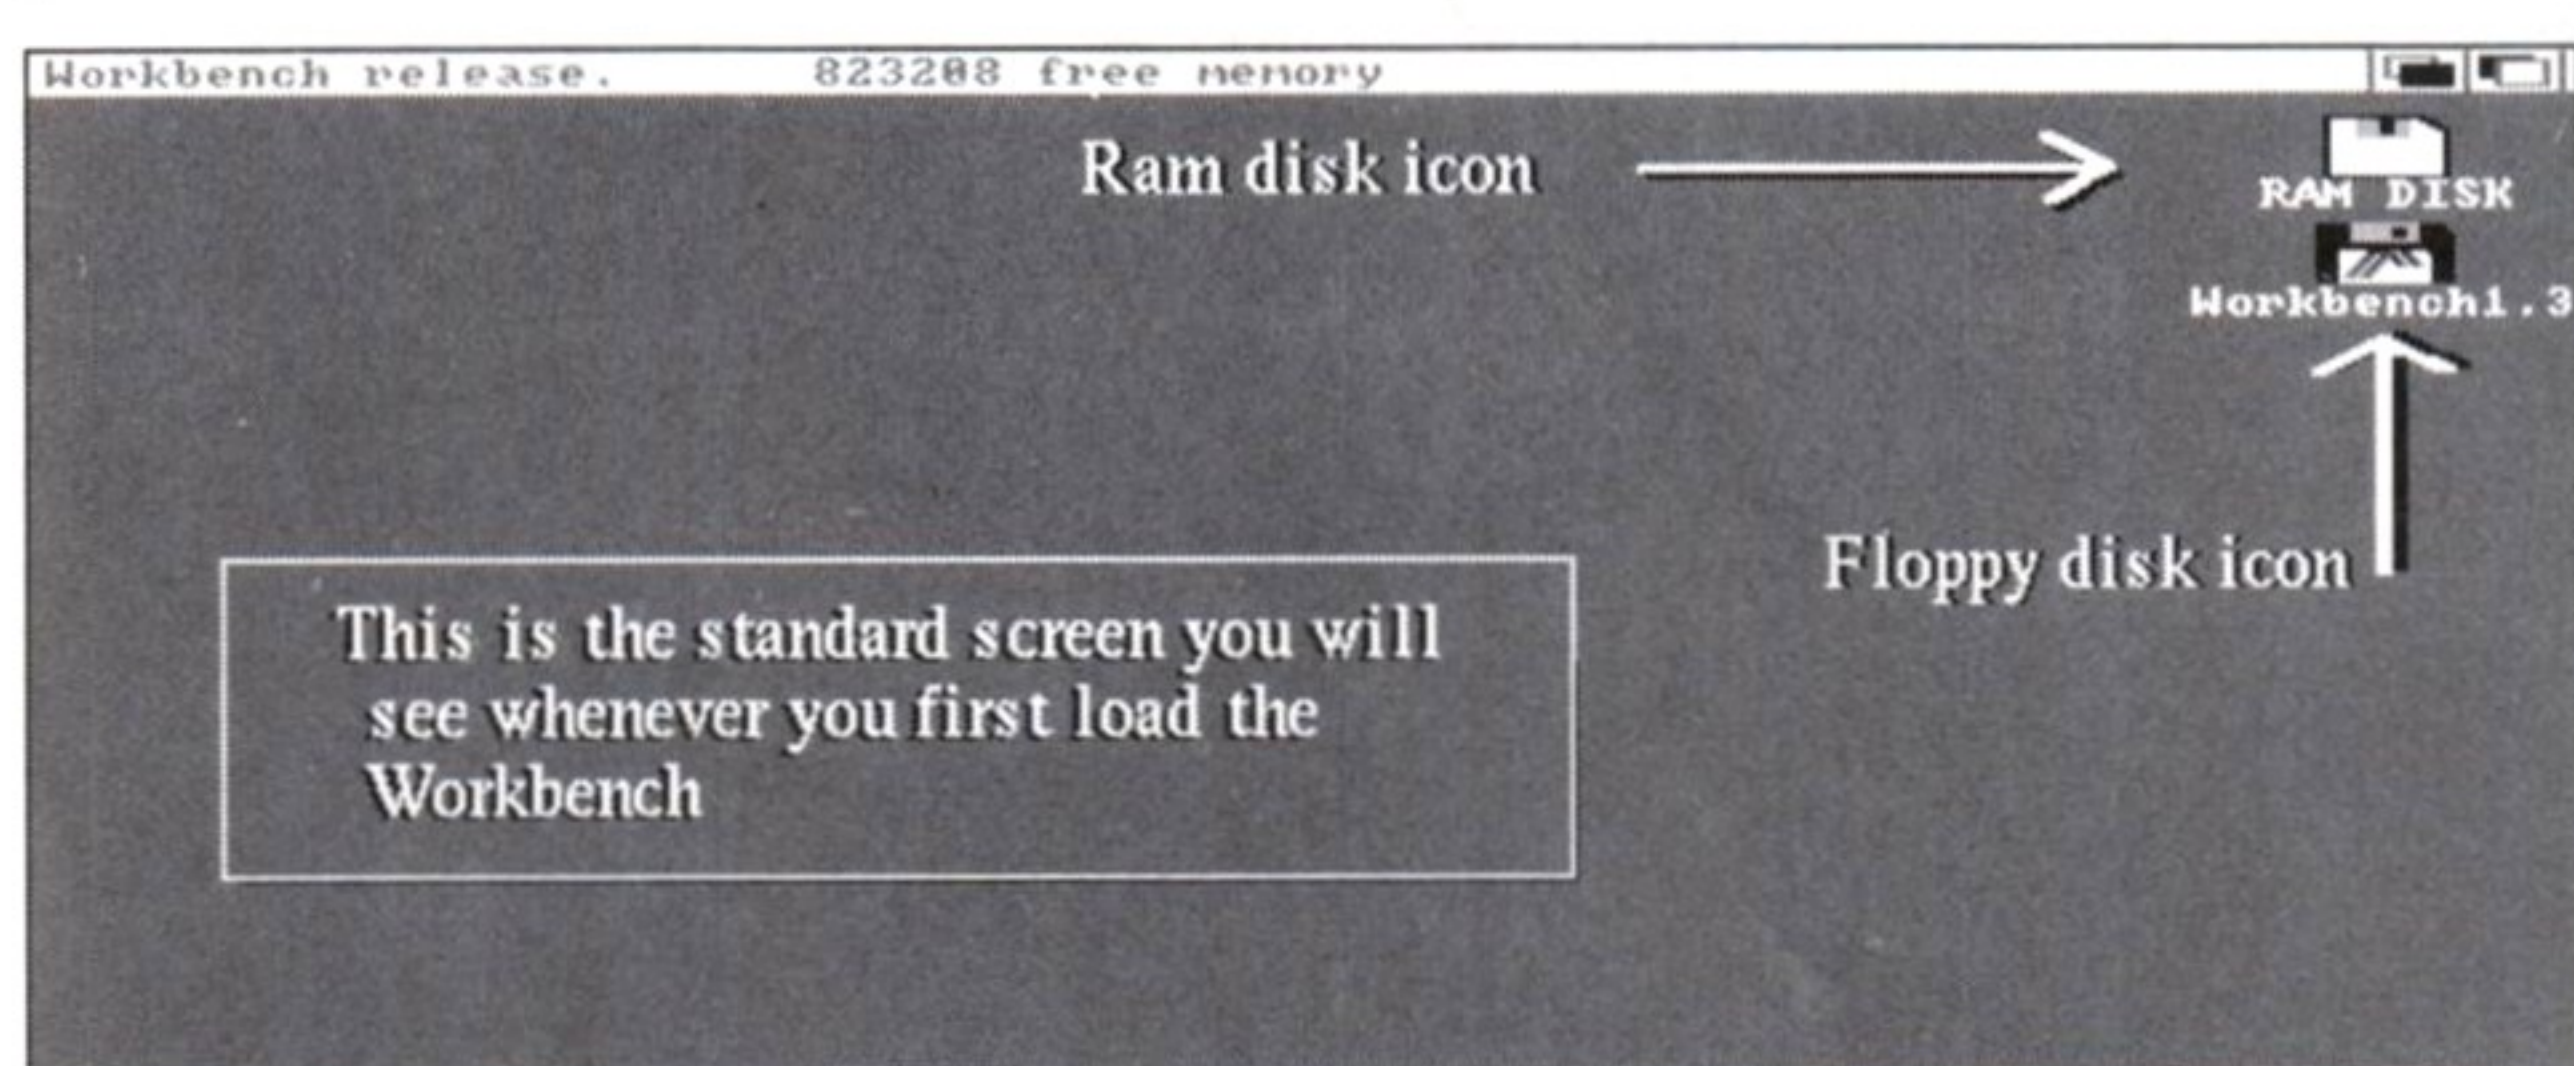 Workbench release. 823208 free memory
Ram disk icon
RAM DISK
Workbench1.3
Floppy disk icon
This is the standard screen you will
see whenever you first load the
Workbench